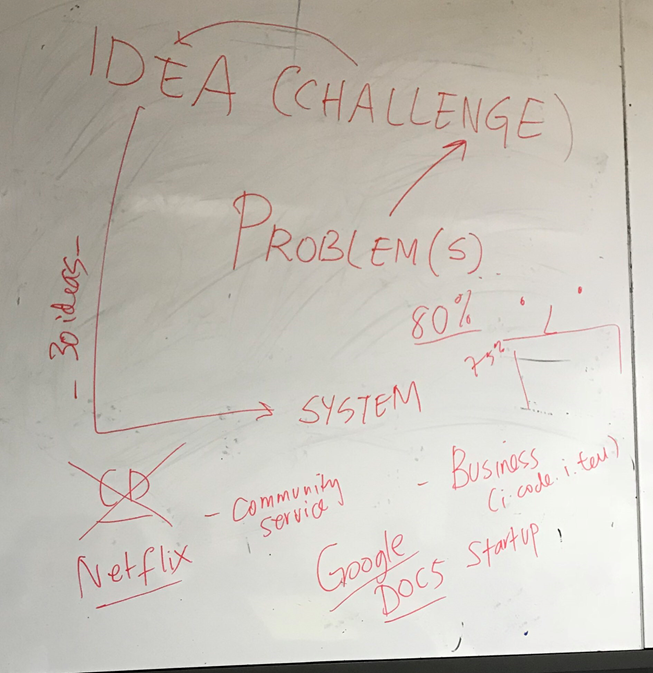 IDEA (CHALLENGE)
PROBLEM(S)
- 30 ideas -
80%
75%
SYSTEM
CD
- Community
service
- BUSINESS
Netflix
Google
DOCS
Startup